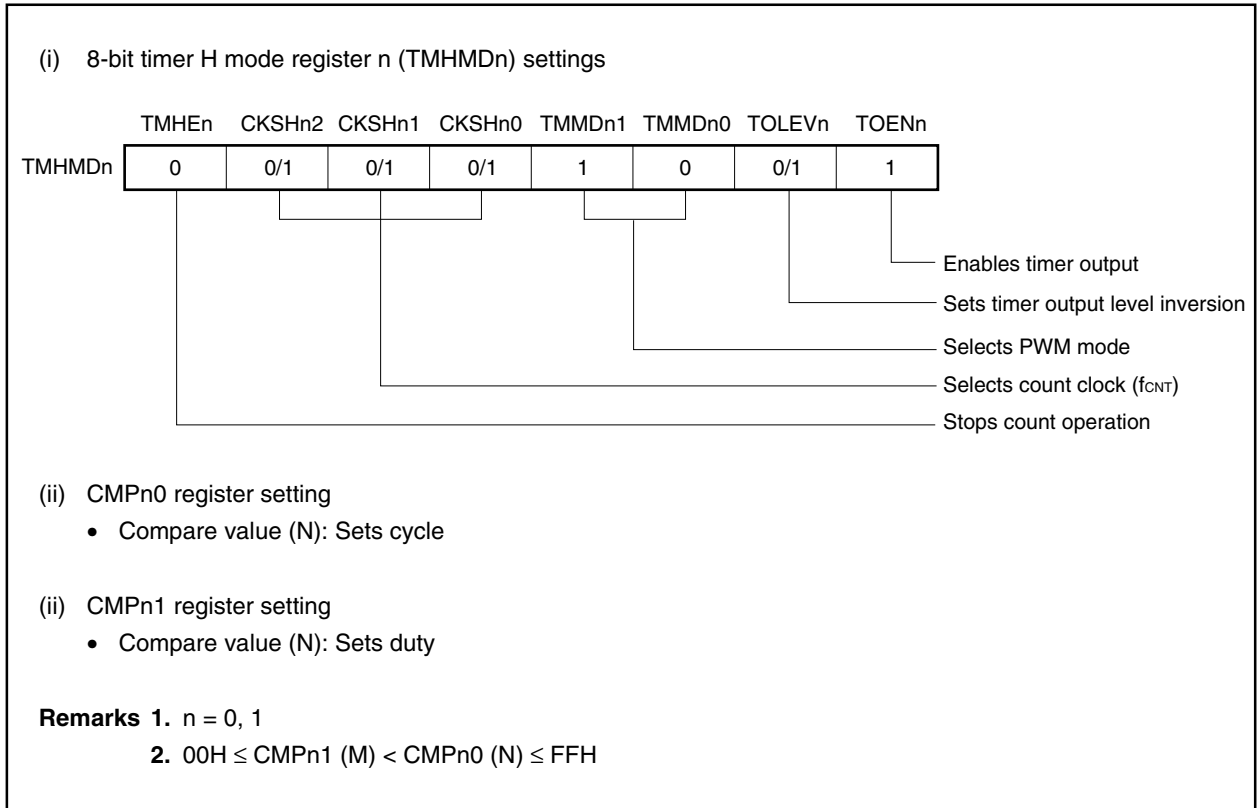 (i) 8-bit timer H mode register n (TMHMDn) settings
TMHEn CKSHn2 CKSHn1 CKSHn0 TMMDn1 TMMDn0 TOLEVn TOENn
TMHMDn 0 0/1 0/1 0/1 1 0 0/1 1
Enables timer output
Sets timer output level inversion
Selects PWM mode
Selects count clock (fCNT)
Stops count operation
(ii) CMPn0 register setting
• Compare value (N): Sets cycle
(ii) CMPn1 register setting
• Compare value (N): Sets duty
Remarks 1. n = 0, 1
2. 00H ≤ CMPn1 (M) < CMPn0 (N) ≤ FFH